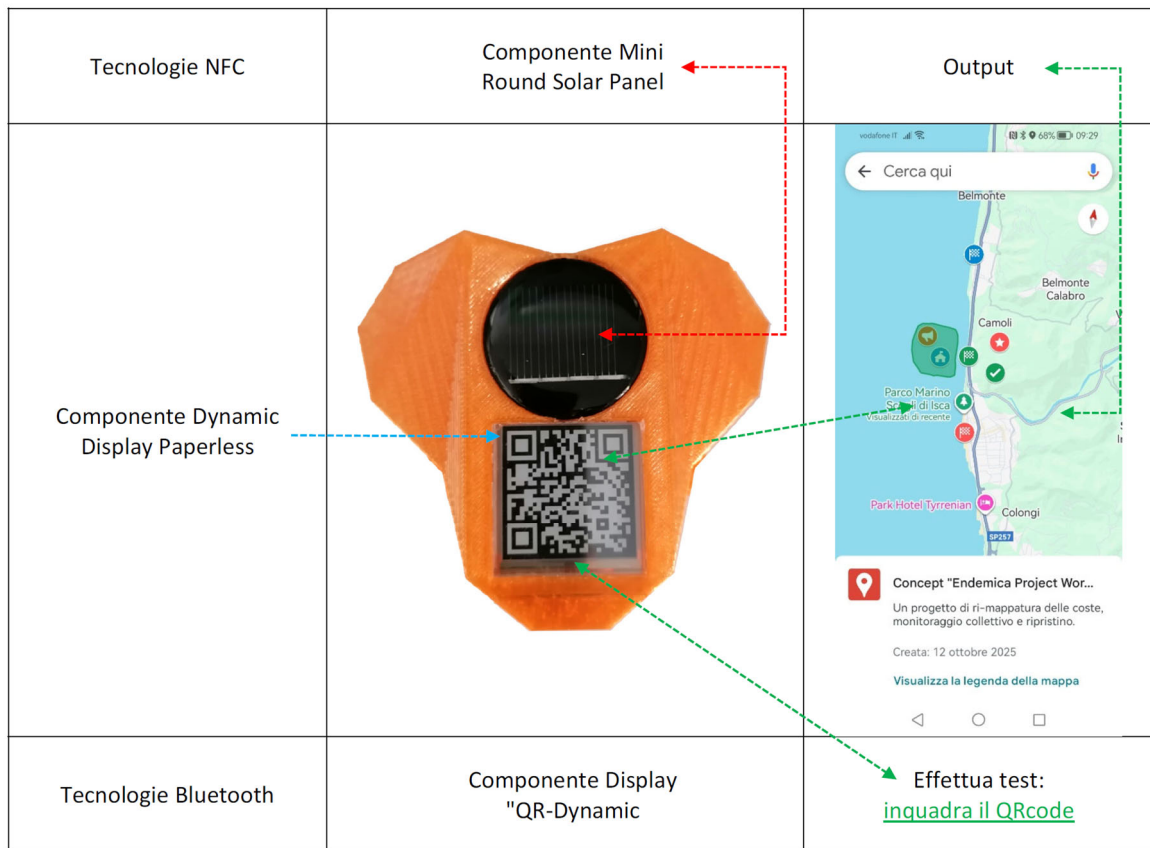 Tecnologie NFC
Componente Mini
Round Solar Panel
Output
Componente Dynamic
Display Paperless
vodafone IT
68% 09:29
Cerca qui
Belmonte
Belmonte
Calabro
Camoli
Parco Marino
Scogli di Isca
Visualizzati di recente
Park Hotel Tyrrenian
Colongi
SP257
Concept "Endemica Project Wor...
Un progetto di ri-mappatura delle coste,
monitoraggio collettivo e ripristino.
Creata: 12 ottobre 2025
Visualizza la legenda della mappa
Tecnologie Bluetooth
Componente Display
"QR-Dynamic
Effettua test:
inquadra il QRcode